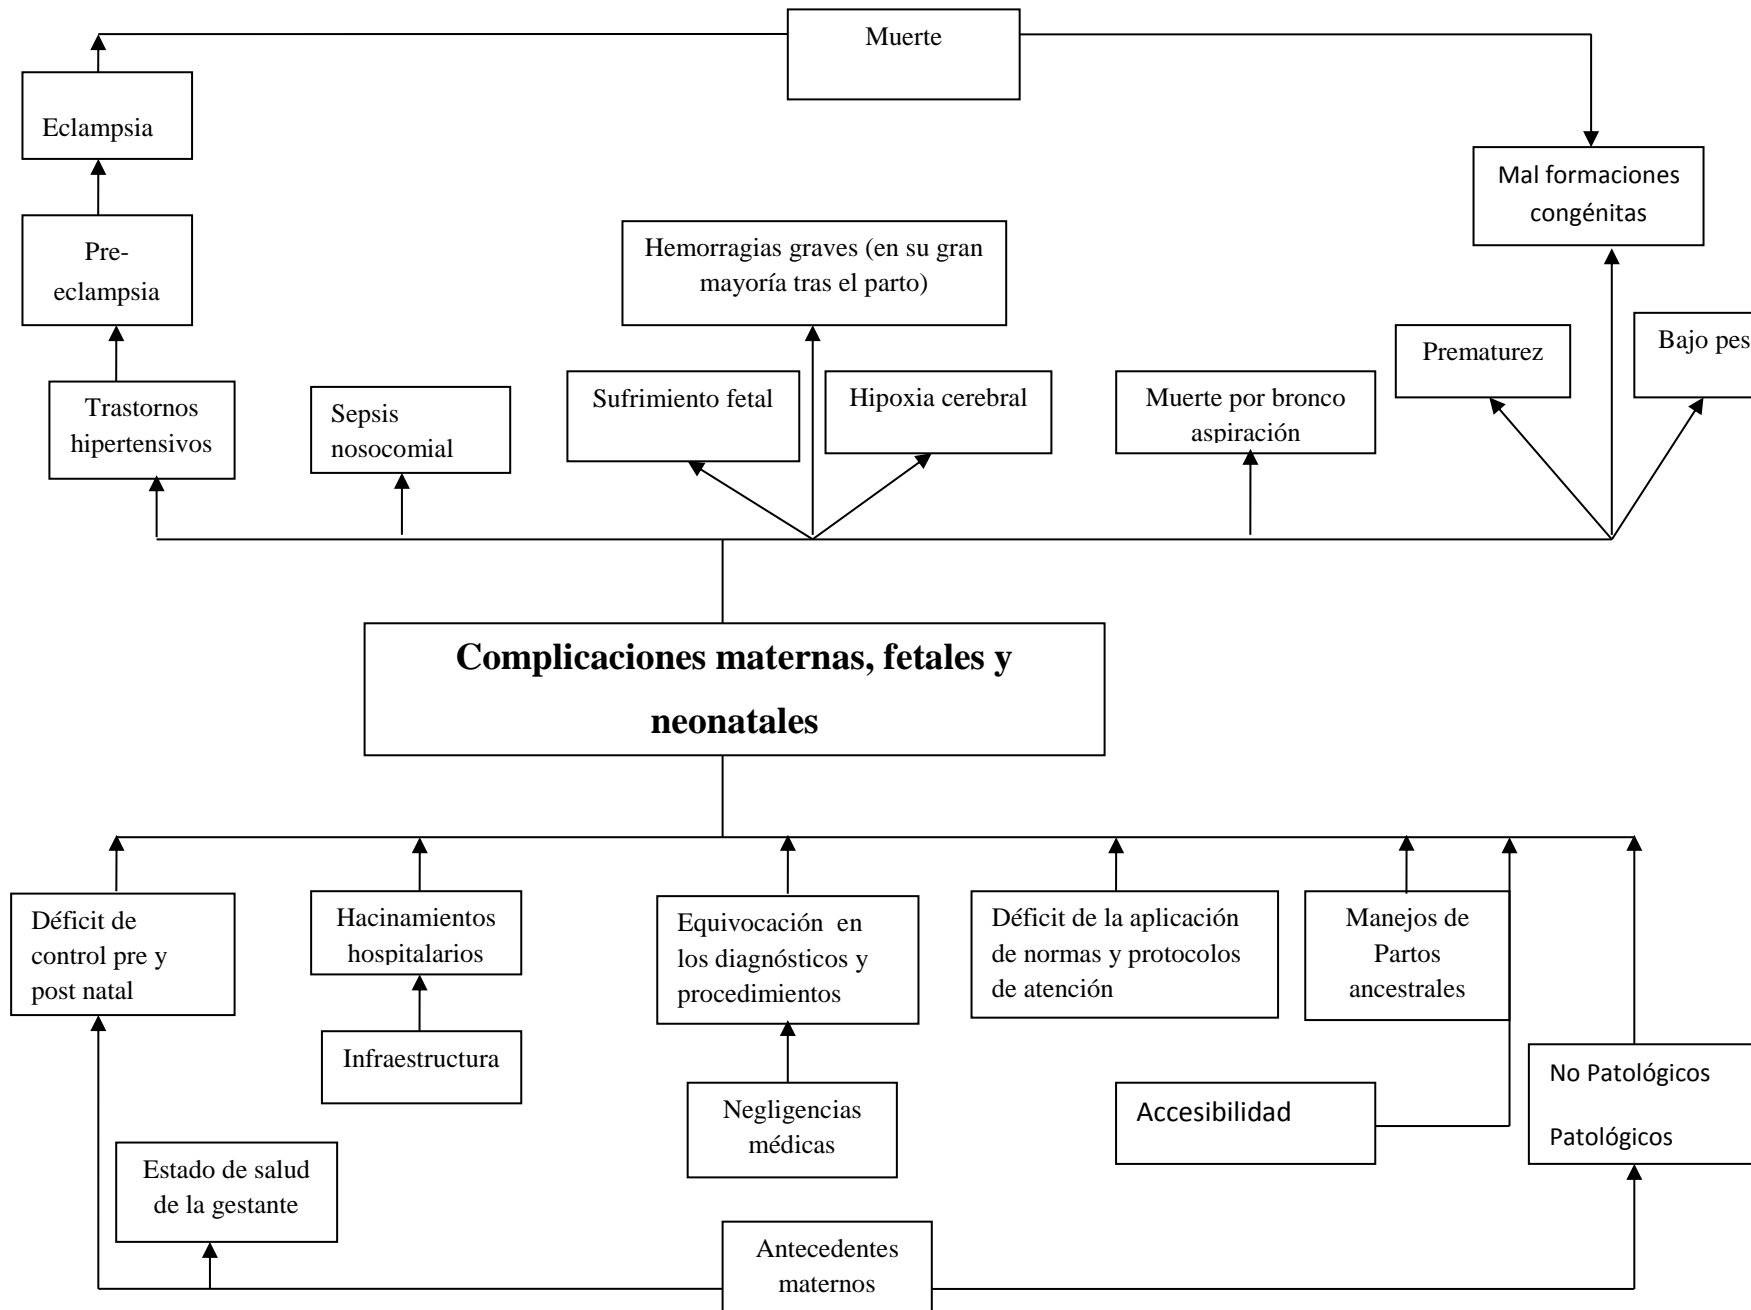 Muerte
Eclampsia
Mal formaciones
congénitas
Pre-
eclampsia
Hemorragias graves (en su gran
mayoría tras el parto)
Prematurez
Bajo pes
Trastornos
hipertensivos
Sepsis
nosocomial
Sufrimiento fetal
Hipoxia cerebral
Muerte por bronco
aspiración
Complicaciones maternas, fetales y
neonatales
Déficit de
control pre y
post natal
Hacinamientos
hospitalarios
Equivocación en
los diagnósticos y
procedimientos
Déficit de la aplicación
de normas y protocolos
de atención
Manejos de
Partos
ancestrales
Infraestructura
Negligencias
médicas
Accesibilidad
No Patológicos
Patológicos
Estado de salud
de la gestante
Antecedentes
maternos